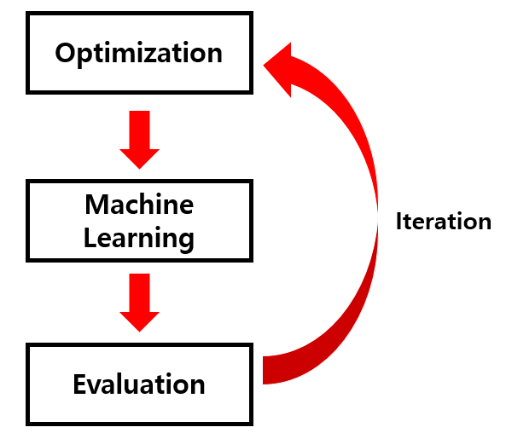 Optimization
Machine
Learning
Iteration
Evaluation